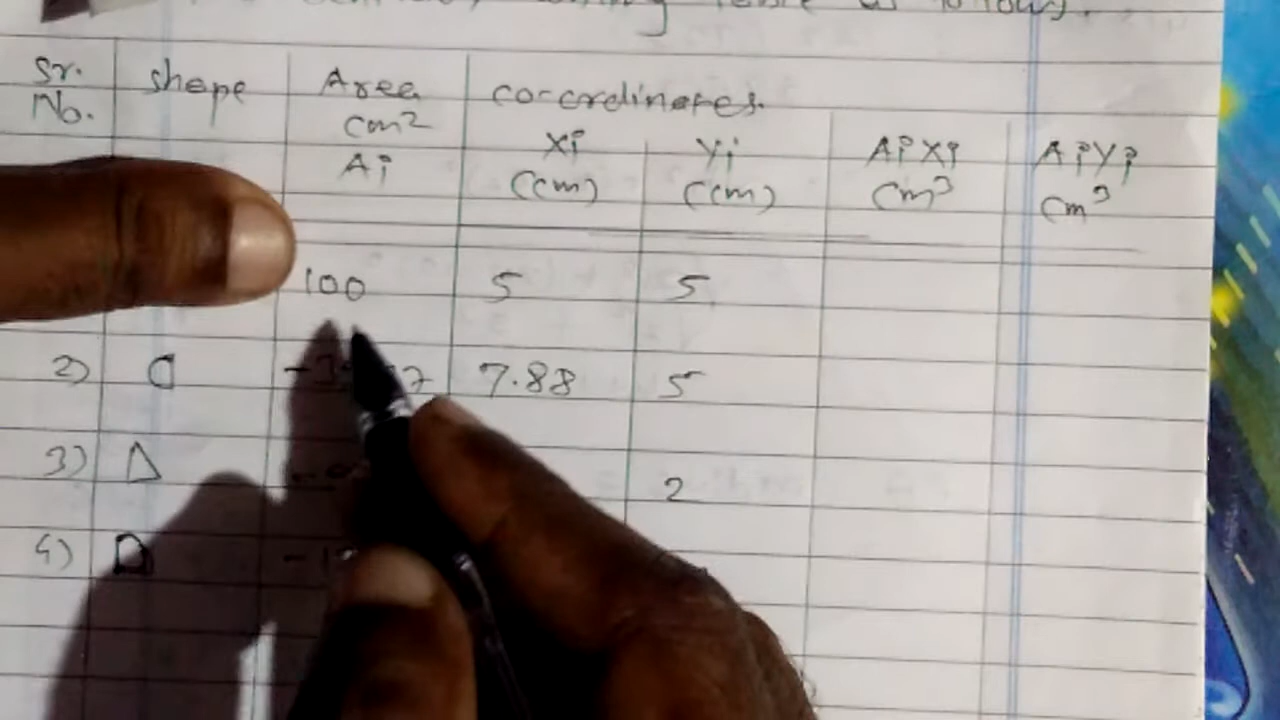 follows.
Sr. No. shape Area cm2 Ai co-ordinates.
Xi (cm) Yi (cm) AiXi cm3 AiYi cm3
100 5 5
2) 7.88 5
3) 2
4)